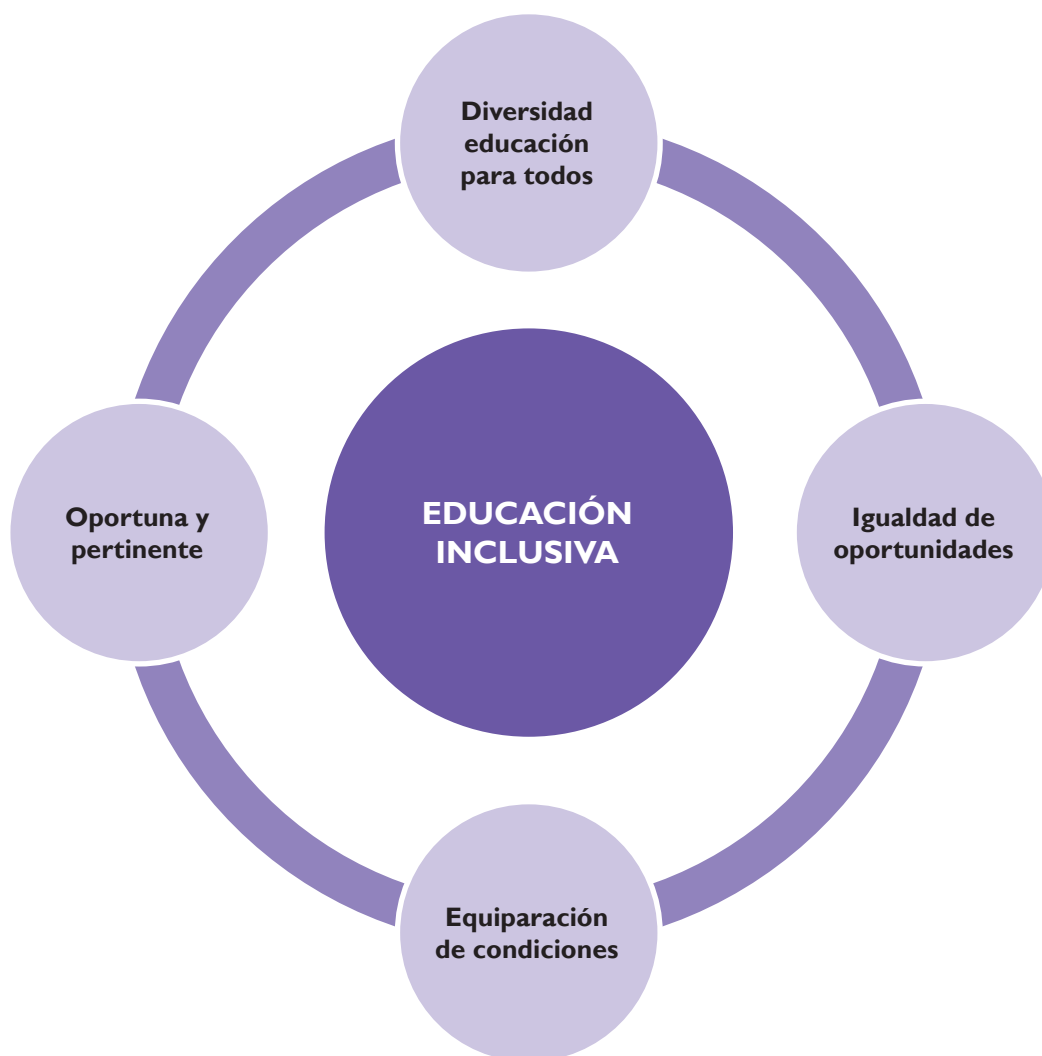 Diversidad
educación
para todos
Oportuna y
pertinente
EDUCACIÓN
INCLUSIVA
Igualdad de
oportunidades
Equiparación
de condiciones